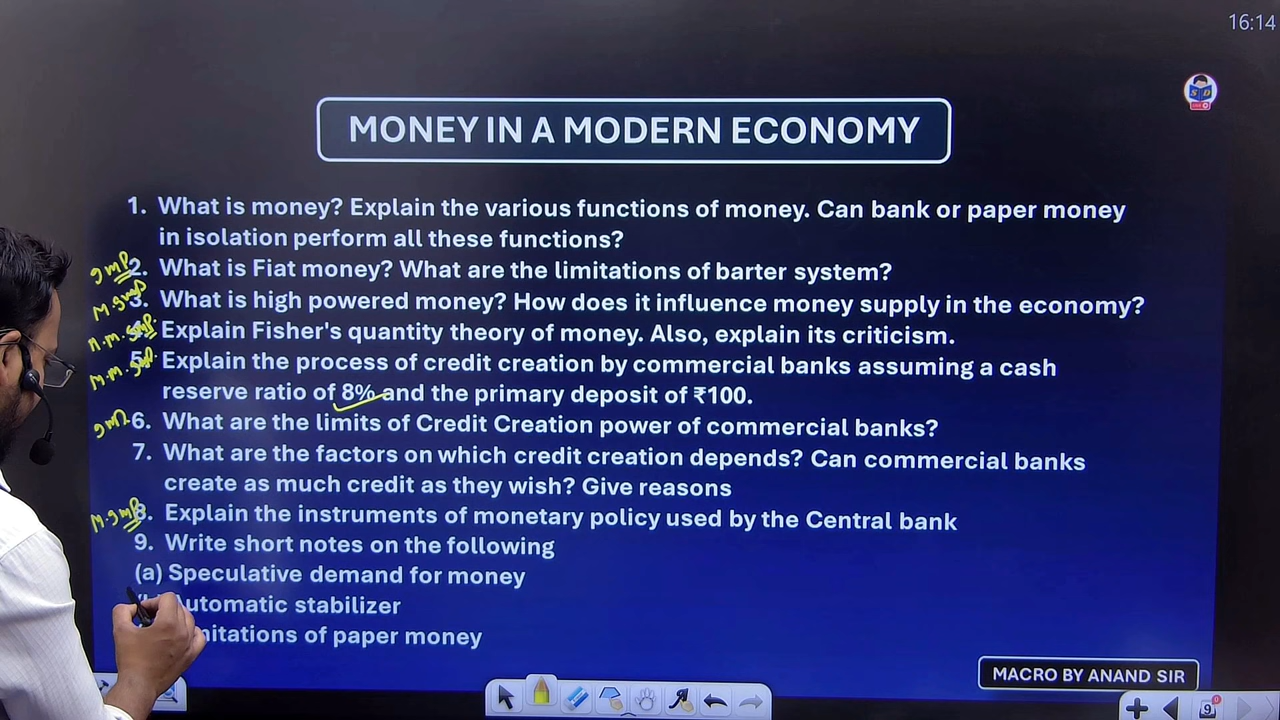 16:14
MONEY IN A MODERN ECONOMY
1. What is money? Explain the various functions of money. Can bank or paper money
in isolation perform all these functions?
2. What is Fiat money? What are the limitations of barter system?
3. What is high powered money? How does it influence money supply in the economy?
Explain Fisher's quantity theory of money. Also, explain its criticism.
5. Explain the process of credit creation by commercial banks assuming a cash
reserve ratio of 8% and the primary deposit of ₹100.
6. What are the limits of Credit Creation power of commercial banks?
7. What are the factors on which credit creation depends? Can commercial banks
create as much credit as they wish? Give reasons
8. Explain the instruments of monetary policy used by the Central bank
9. Write short notes on the following
(a) Speculative demand for money
utomatic stabilizer
mitations of paper money
MACRO BY ANAND SIR